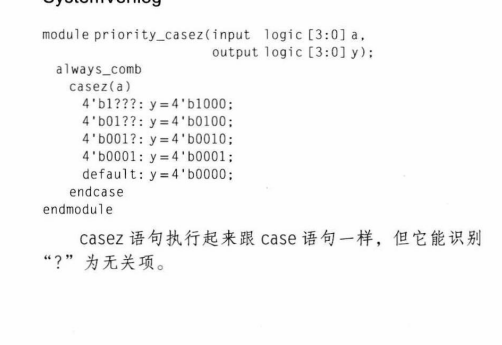 SystemVerilog
module priority_casez(input logic [3:0] a,
output logic [3:0] y);
always_comb
casez(a)
4'b1???: y=4'b1000;
4'b01??: y=4'b0100;
4'b001?: y=4'b0010;
4'b0001: y=4'b0001;
default: y=4'b0000;
endcase
endmodule
casez 语句执行起来跟 case 语句一样，但它能识别
“?” 为无关项。